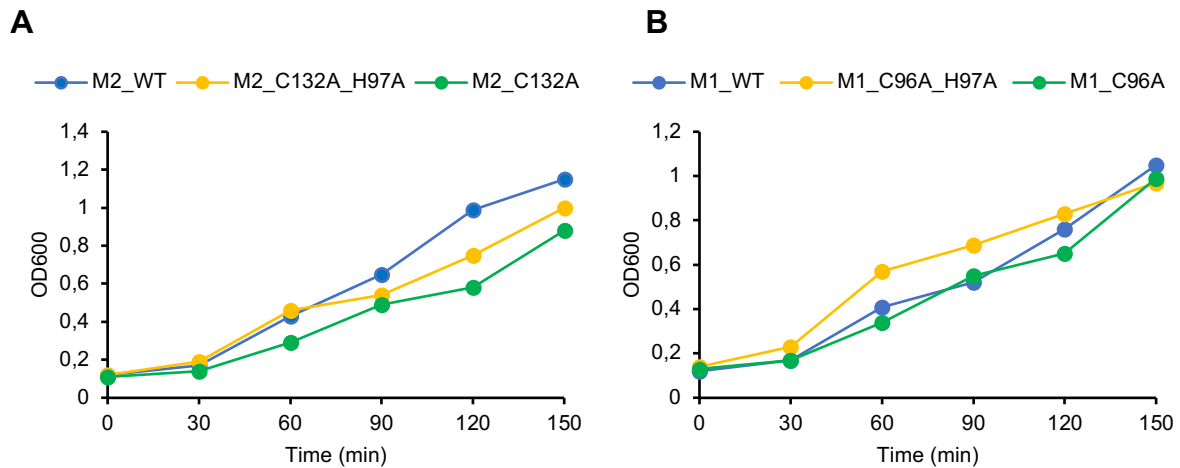 A
M2_WT M2_C132A_H97A M2_C132A
1,4
1,2
1
0,8
0,6
0,4
0,2
0
OD600
0 30 60 90 120 150
Time (min)
B
M1_WT M1_C96A_H97A M1_C96A
1,2
1
0,8
0,6
0,4
0,2
0
OD600
0 30 60 90 120 150
Time (min)